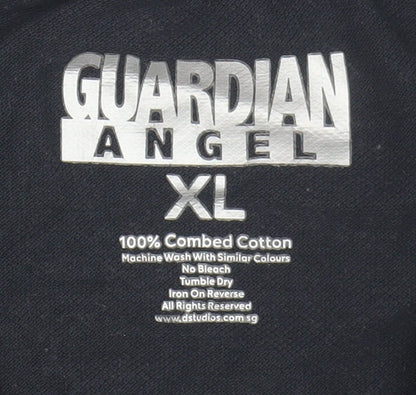 GUARDIAN
ANGEL
XL
100% Combed Cotton
Machine Wash With Similar Colours
No Bleach
Tumble Dry
Iron On Reverse
All Rights Reserved
www.dstudios.com.sg